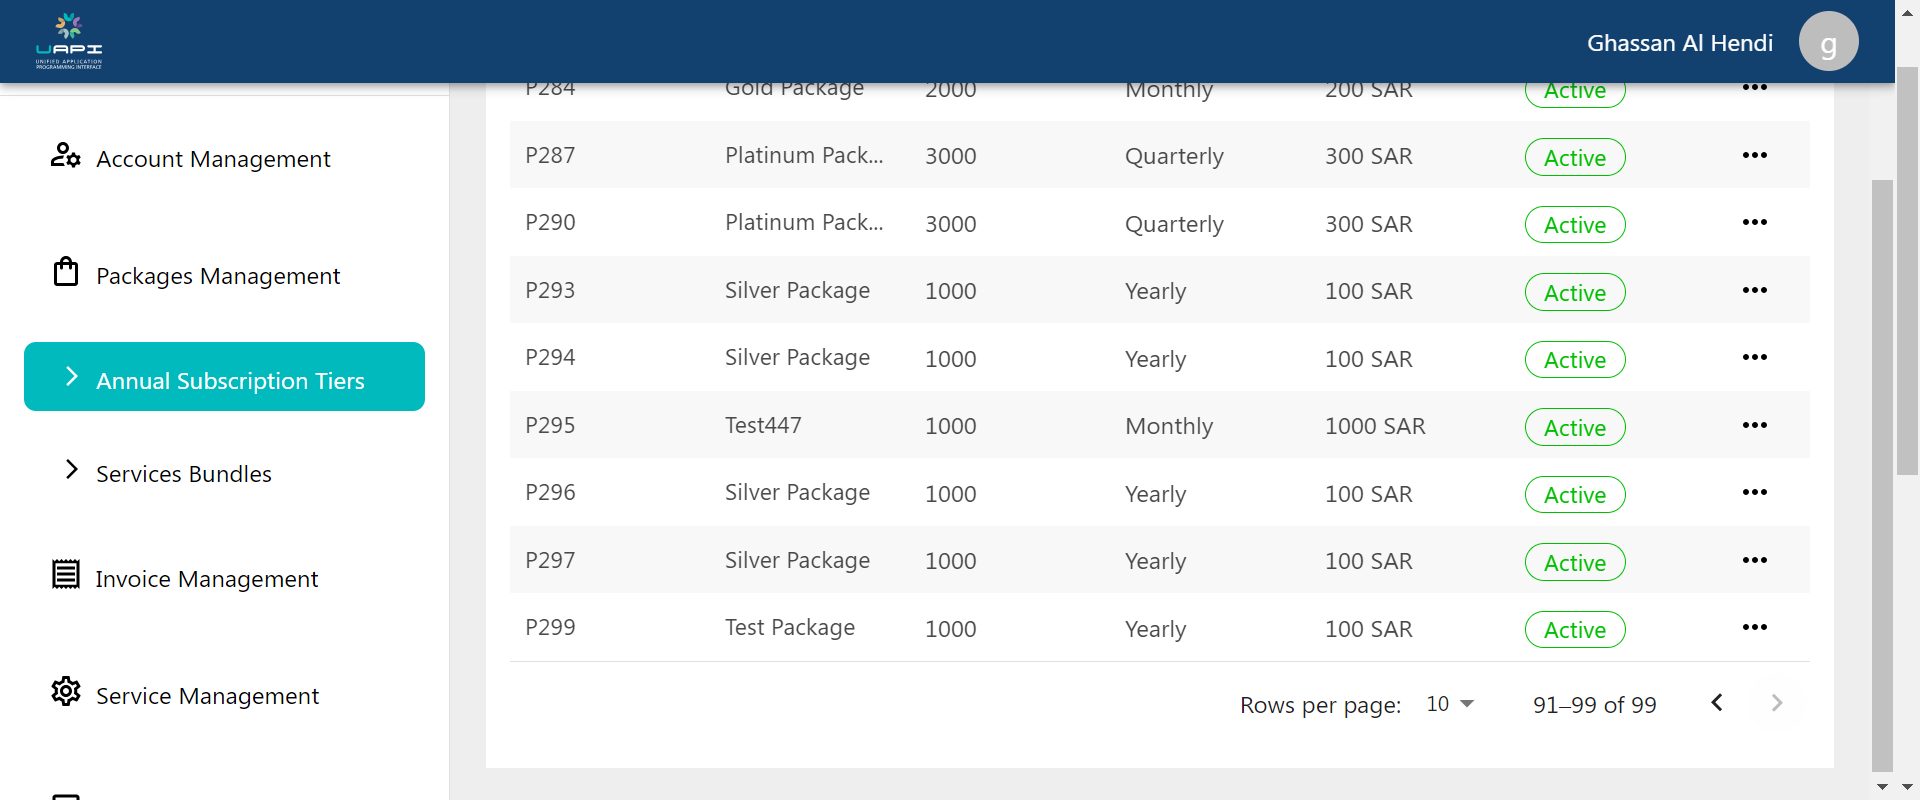 UAPI
UNIFIED APPLICATION
PROGRAMMING INTERFACE
Ghassan Al Hendi
g
Account Management
Packages Management
Annual Subscription Tiers
Services Bundles
Invoice Management
Service Management
P284 Gold Package 2000 Monthly 200 SAR Active
P287 Platinum Pack... 3000 Quarterly 300 SAR Active
P290 Platinum Pack... 3000 Quarterly 300 SAR Active
P293 Silver Package 1000 Yearly 100 SAR Active
P294 Silver Package 1000 Yearly 100 SAR Active
P295 Test447 1000 Monthly 1000 SAR Active
P296 Silver Package 1000 Yearly 100 SAR Active
P297 Silver Package 1000 Yearly 100 SAR Active
P299 Test Package 1000 Yearly 100 SAR Active
Rows per page: 10 91–99 of 99